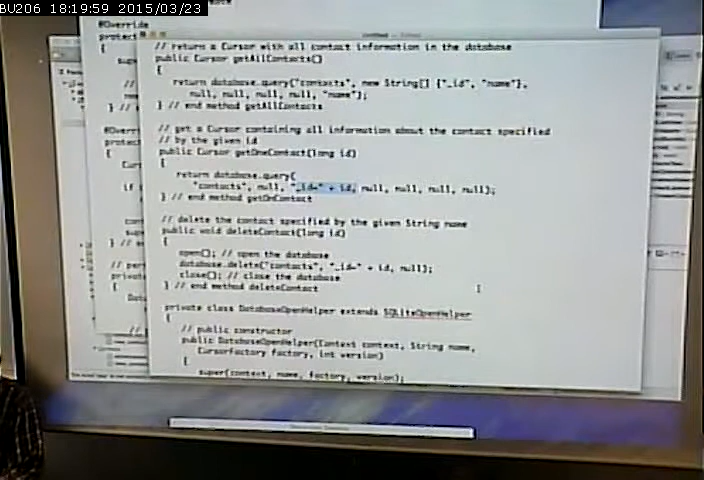 BU206 18:19:59 2015/03/23
@Override
protect
// return a Cursor with all contact information in the database
public Cursor getAllContacts()
{
return database.query("contacts", new String[] {"_id", "name"},
null, null, null, null, "name");
} // end method getAllContacts
// get a Cursor containing all information about the contact specified
// by the given id
public Cursor getOneContact(long id)
{
return database.query(
"contacts", null, "_id=" + id, null, null, null, null);
} // end method getOnContact
// delete the contact specified by the given String name
public void deleteContact(long id)
{
open(); // open the database
database.delete("contacts", "_id=" + id, null);
close(); // close the database
} // end method deleteContact
private class DatabaseOpenHelper extends SQLiteOpenHelper
{
// public constructor
public DatabaseOpenHelper(Context context, String name,
CursorFactory factory, int version)
{
super(context, name, factory, version);